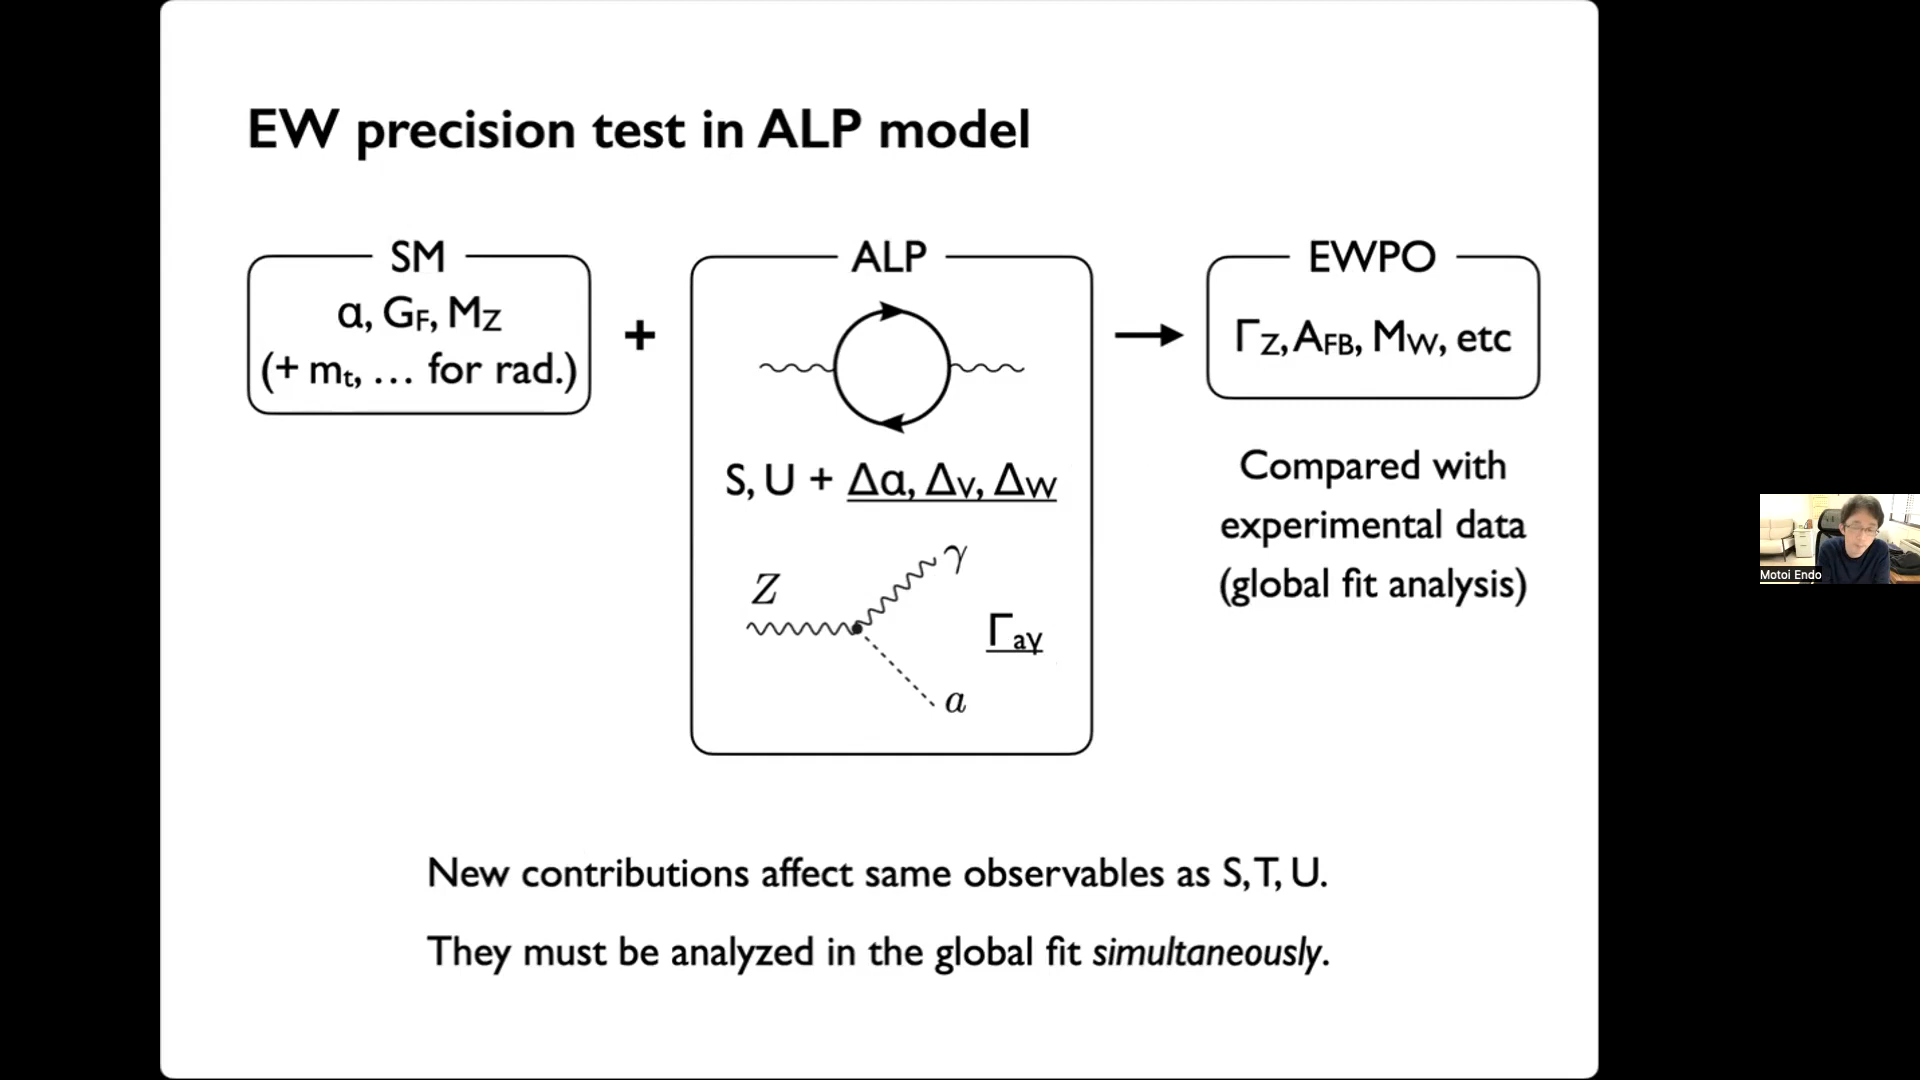 EW precision test in ALP model
SM
α, GF, MZ
(+ mt, … for rad.)
+
ALP
S, U + Δα, ΔV, ΔW
Z
γ
Γaγ
a
EWPO
ΓZ, AFB, MW, etc
Compared with
experimental data
(global fit analysis)
New contributions affect same observables as S, T, U.
They must be analyzed in the global fit simultaneously.
Motoi Endo